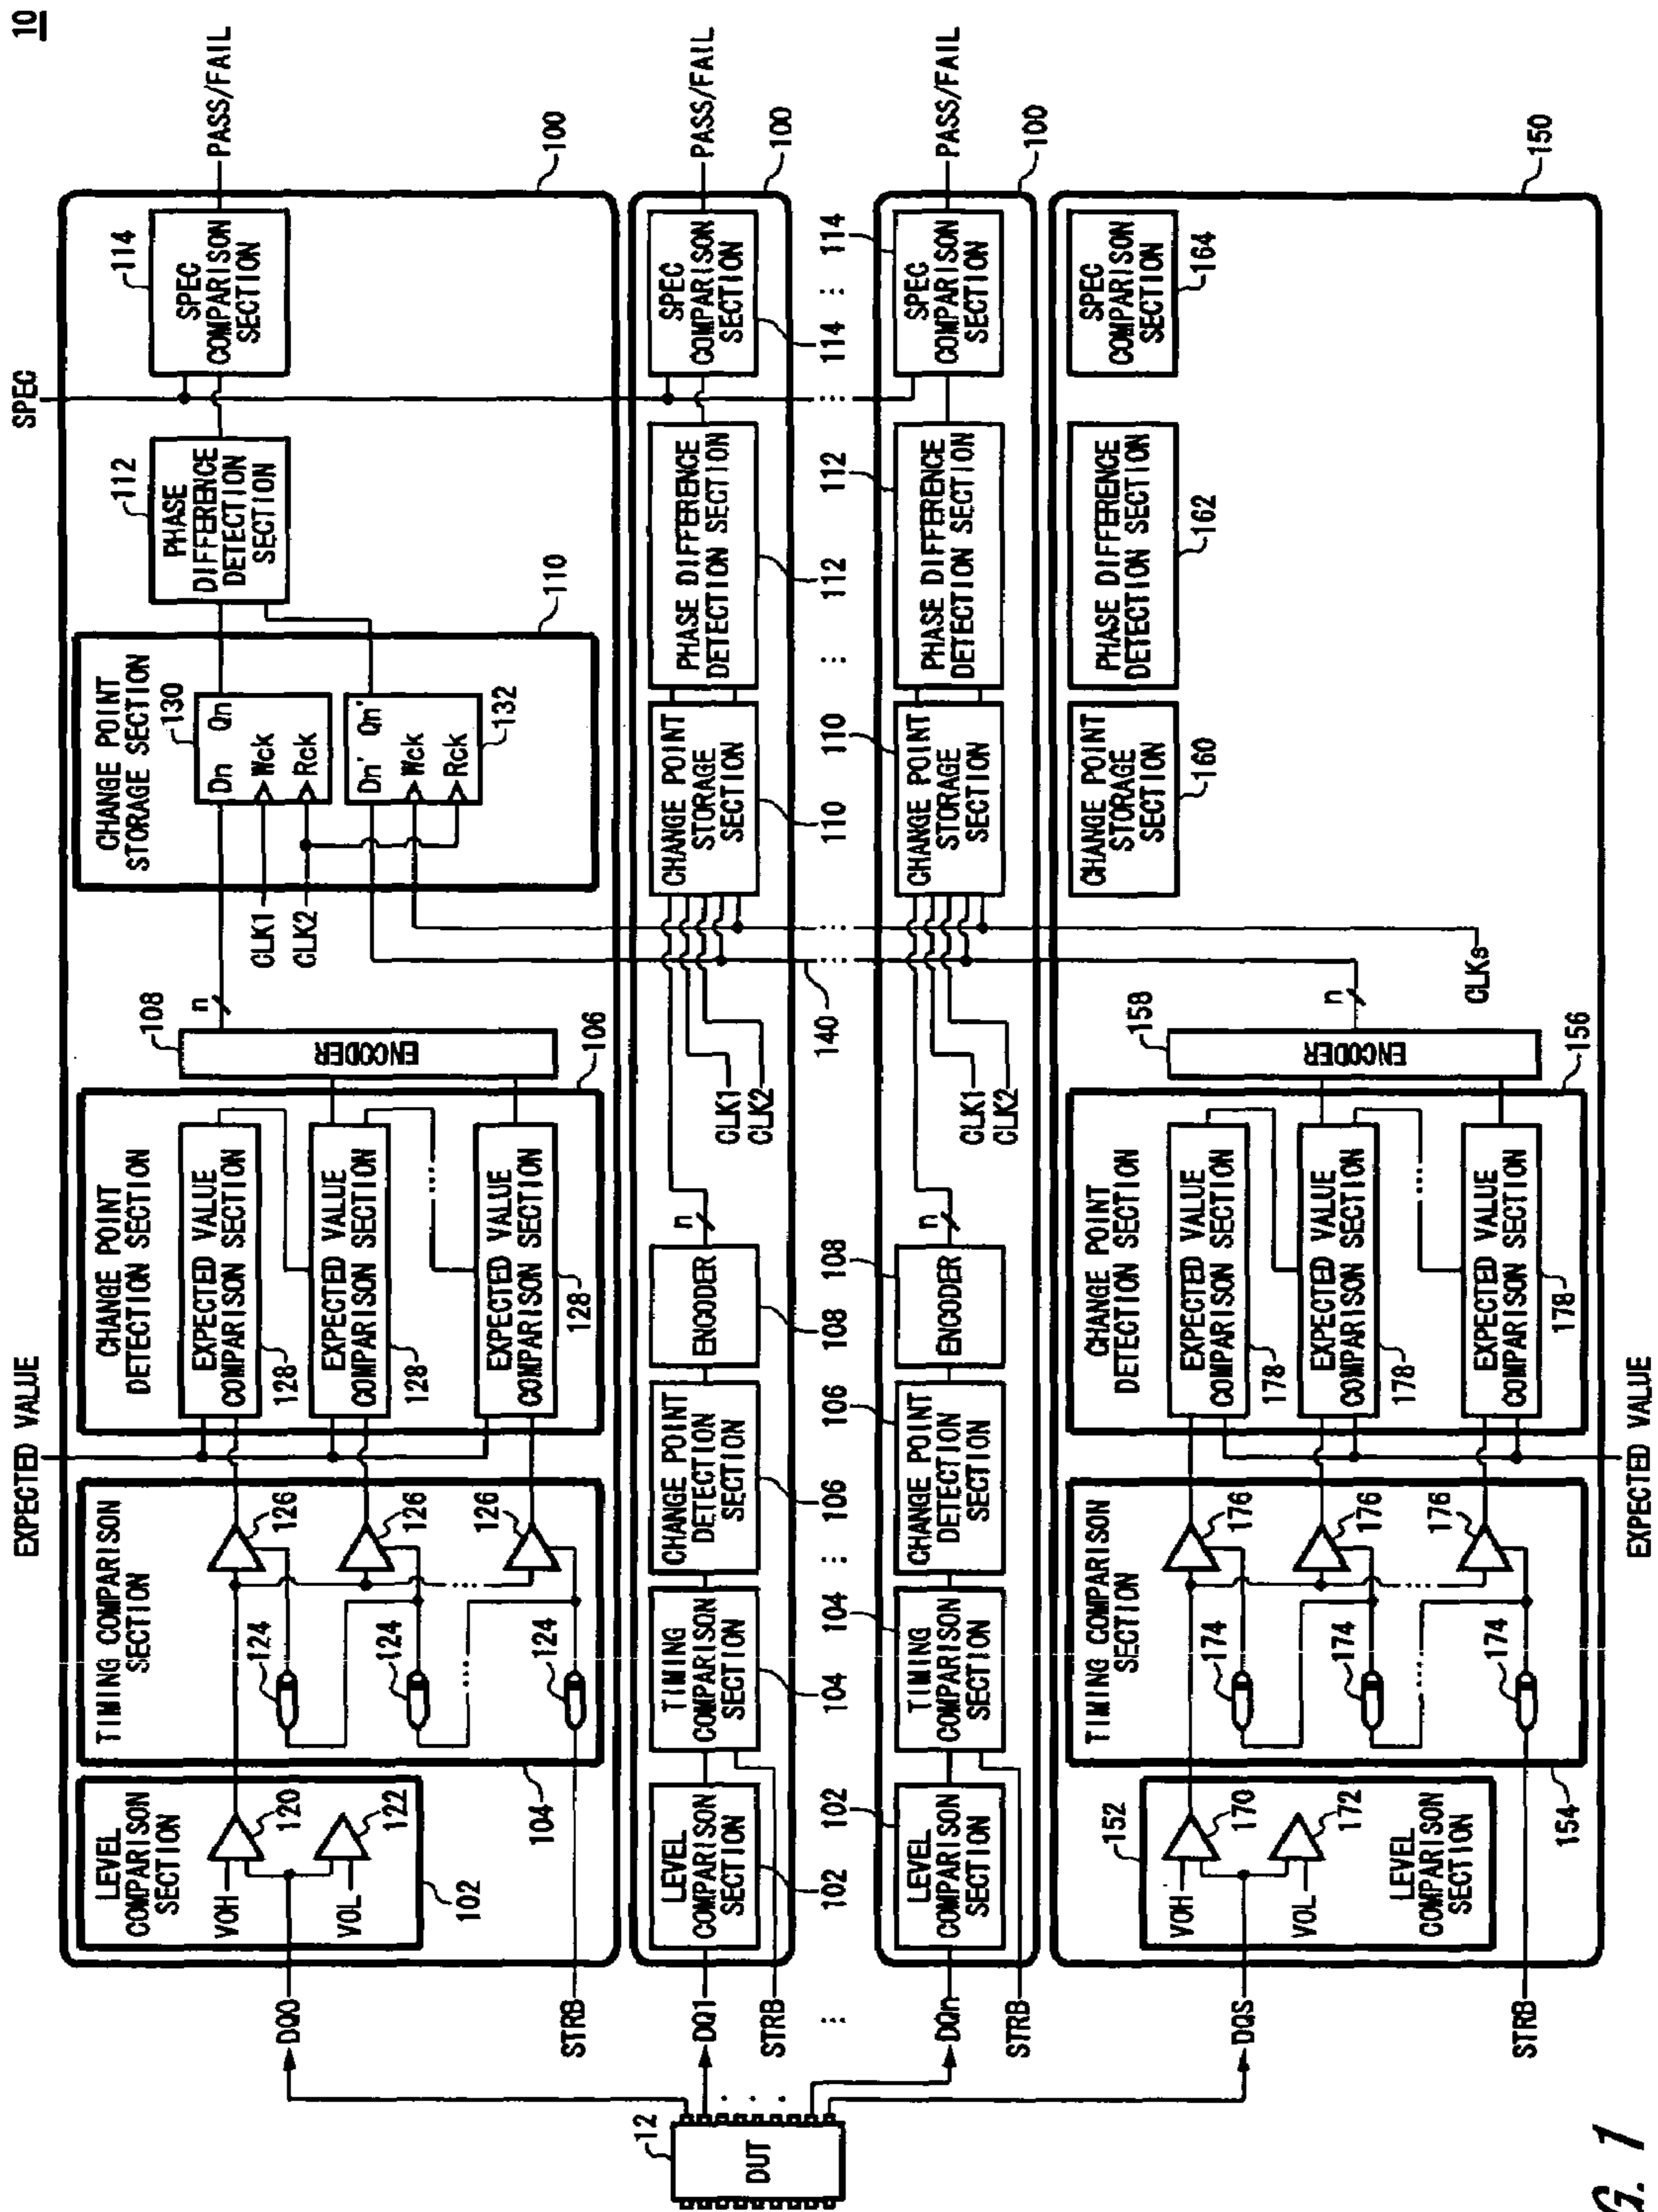 10
SPEC
EXPECTED VALUE
LEVEL
COMPARISON
SECTION
VOH
VOL
120
122
102
TIMING COMPARISON
SECTION
124
124
124
126
126
126
104
CHANGE POINT
DETECTION SECTION
EXPECTED VALUE
COMPARISON SECTION
128
EXPECTED VALUE
COMPARISON SECTION
128
EXPECTED VALUE
COMPARISON SECTION
128
106
108
ENCODER
n
CHANGE POINT
STORAGE SECTION
130
Dn Qn
Wck
Rck
Dn' Qn'
Wck
Rck
132
CLK1
CLK2
110
112
PHASE
DIFFERENCE
DETECTION
SECTION
114
SPEC
COMPARISON
SECTION
PASS/FAIL
100
DQ0
STRB
12
DUT
DQ1
STRB
LEVEL
COMPARISON
SECTION
102
TIMING
COMPARISON
SECTION
104
CHANGE POINT
DETECTION
SECTION
106
ENCODER
108
n
CLK1
CLK2
CHANGE POINT
STORAGE
SECTION
110
PHASE DIFFERENCE
DETECTION SECTION
112
SPEC
COMPARISON
SECTION
114
PASS/FAIL
100
140
DQn
STRB
LEVEL
COMPARISON
SECTION
102
TIMING
COMPARISON
SECTION
104
CHANGE POINT
DETECTION
SECTION
106
ENCODER
108
n
CLK1
CLK2
CHANGE POINT
STORAGE
SECTION
110
PHASE DIFFERENCE
DETECTION SECTION
112
SPEC
COMPARISON
SECTION
114
PASS/FAIL
100
DQS
STRB
152
VOH
VOL
170
172
LEVEL
COMPARISON
SECTION
TIMING COMPARISON
SECTION
174
174
174
176
176
176
154
CHANGE POINT
DETECTION SECTION
EXPECTED VALUE
COMPARISON SECTION
178
EXPECTED VALUE
COMPARISON SECTION
178
EXPECTED VALUE
COMPARISON SECTION
178
156
158
ENCODER
n
CLKs
CHANGE POINT
STORAGE
SECTION
160
PHASE DIFFERENCE
DETECTION SECTION
162
SPEC
COMPARISON
SECTION
164
150
EXPECTED VALUE
G. 1